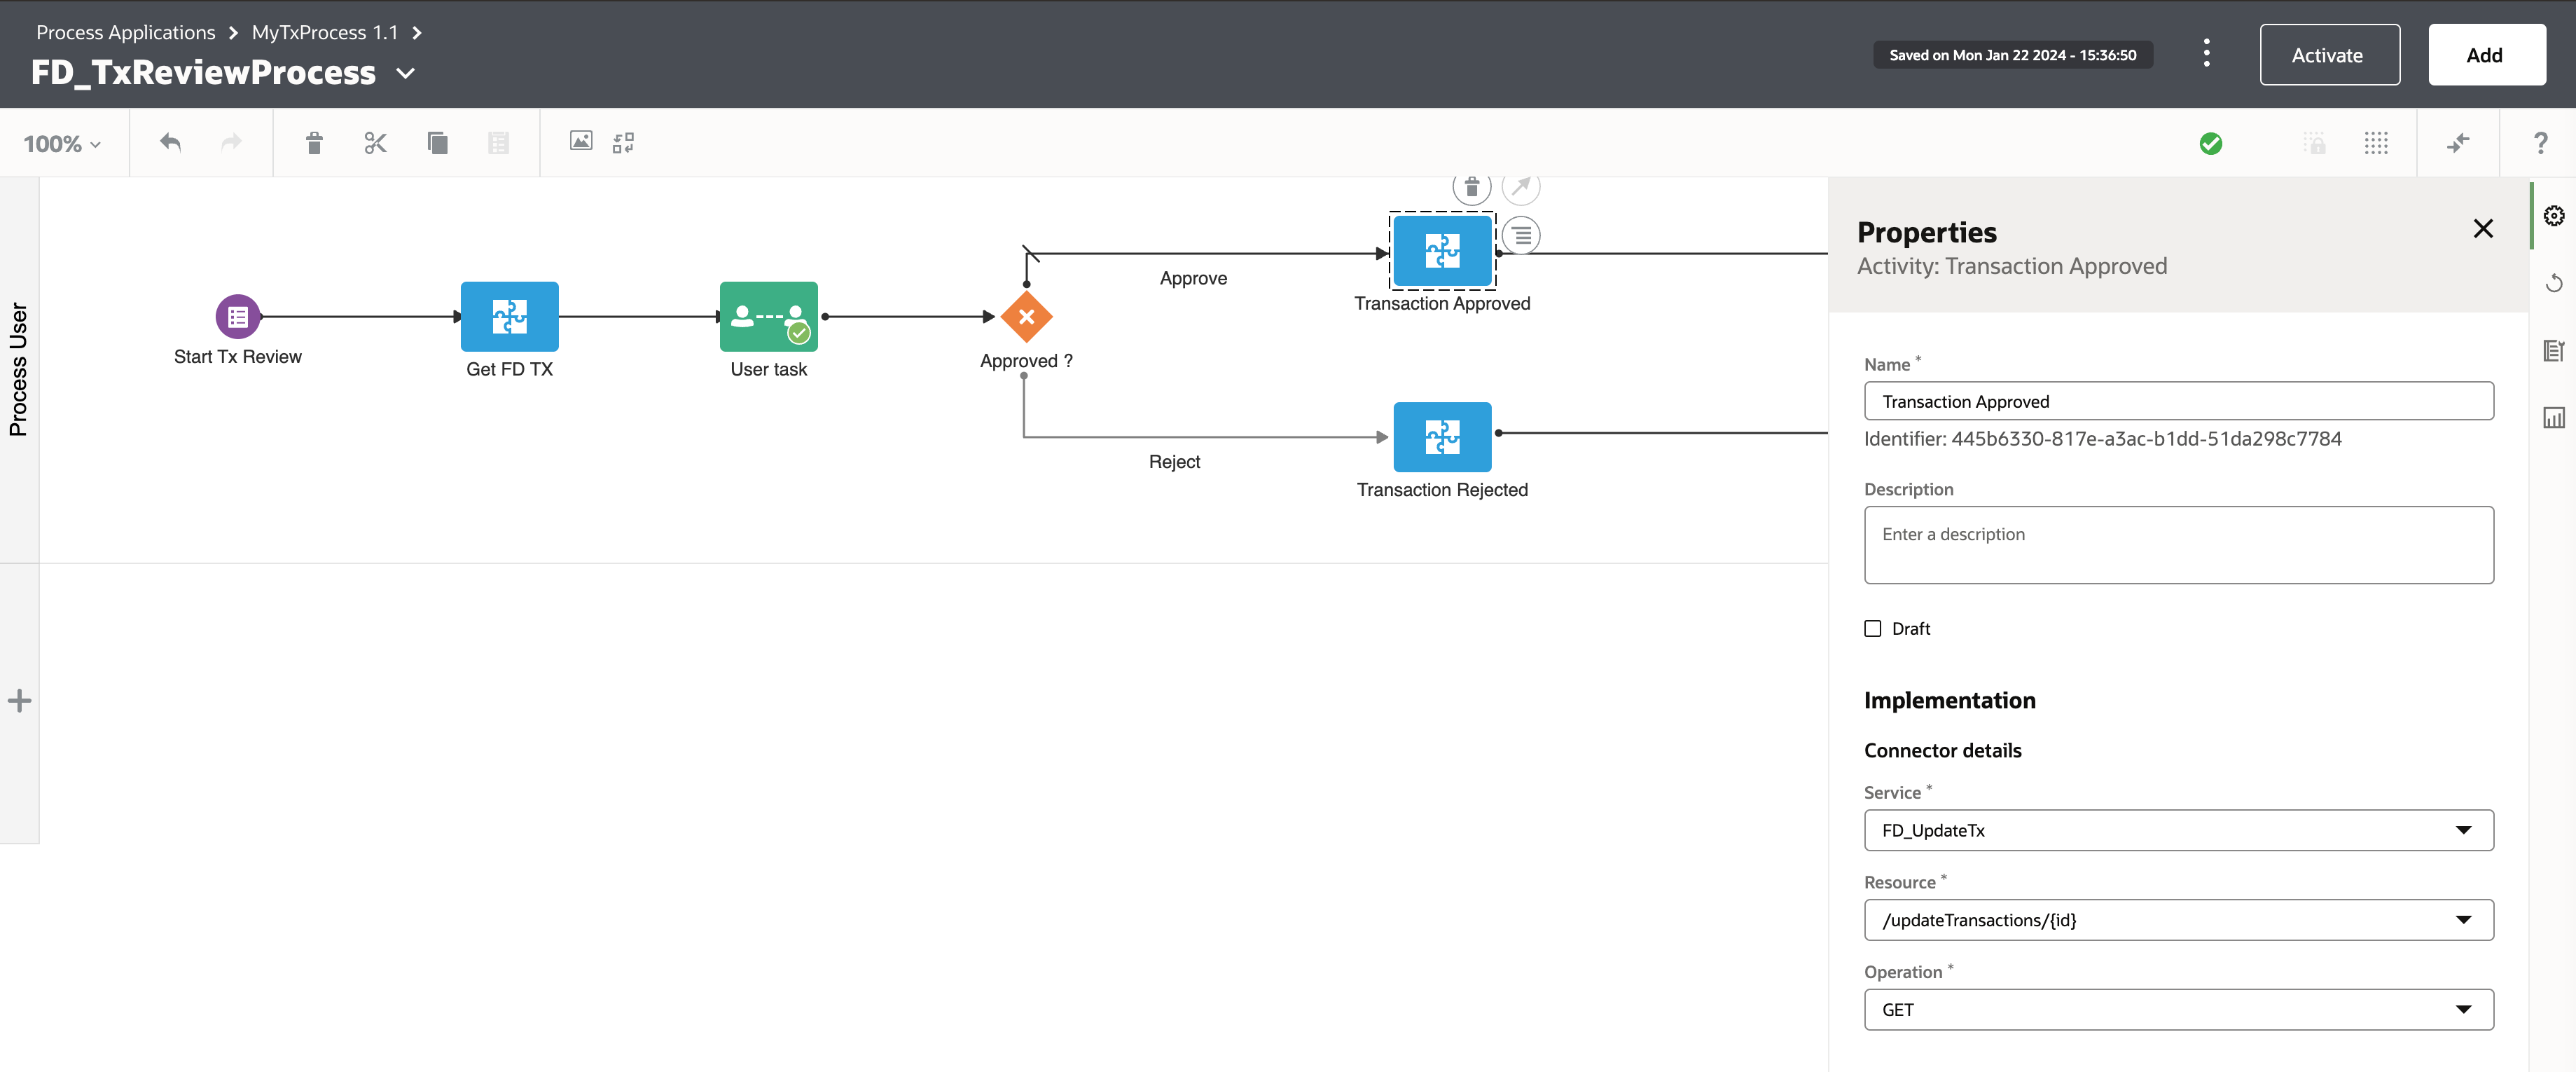 Process Applications > MyTxProcess 1.1 >
FD_TxReviewProcess
Saved on Mon Jan 22 2024 - 15:36:50
Activate
Add
100%
?
Process User
Start Tx Review
Get FD TX
User task
Approved ?
Approve
Transaction Approved
Reject
Transaction Rejected
Properties
Activity: Transaction Approved
Name *
Transaction Approved
Identifier: 445b6330-817e-a3ac-b1dd-51da298c7784
Description
Enter a description
Draft
Implementation
Connector details
Service *
FD_UpdateTx
Resource *
/updateTransactions/{id}
Operation *
GET